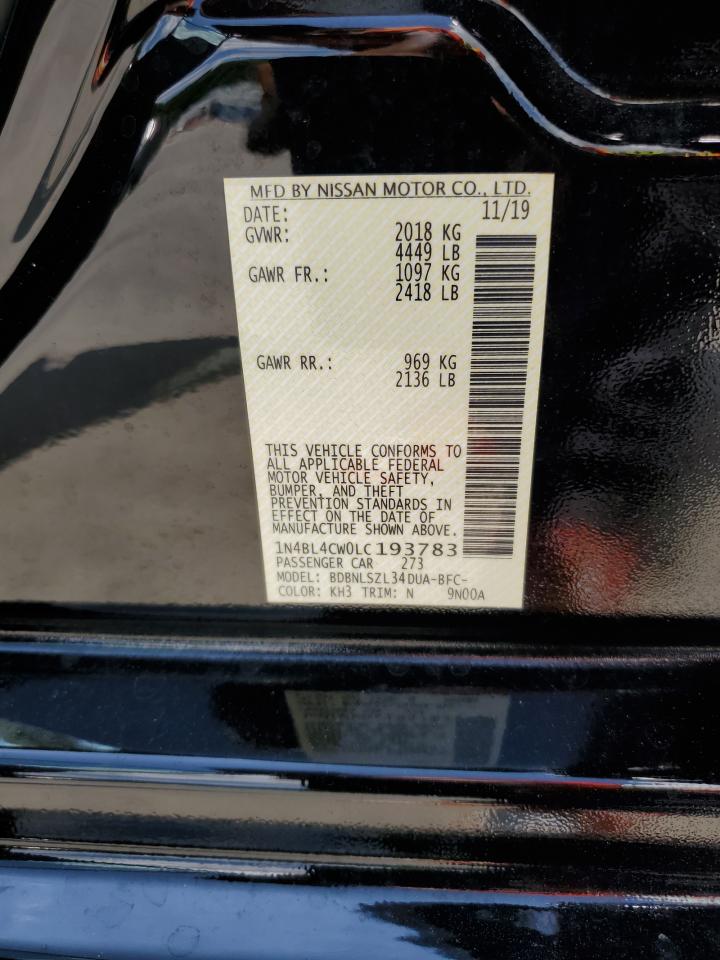 MFD BY NISSAN MOTOR CO., LTD.
DATE: 11/19
GVWR: 2018 KG
4449 LB
GAWR FR.: 1097 KG
2418 LB
GAWR RR.: 969 KG
2136 LB
THIS VEHICLE CONFORMS TO
ALL APPLICABLE FEDERAL
MOTOR VEHICLE SAFETY,
BUMPER, AND THEFT
PREVENTION STANDARDS IN
EFFECT ON THE DATE OF
MANUFACTURE SHOWN ABOVE.
1N4BL4CW0LC193783
PASSENGER CAR 273
MODEL: BDBNLSZL34DUA-BFC-
COLOR: KH3 TRIM: N 9N00A